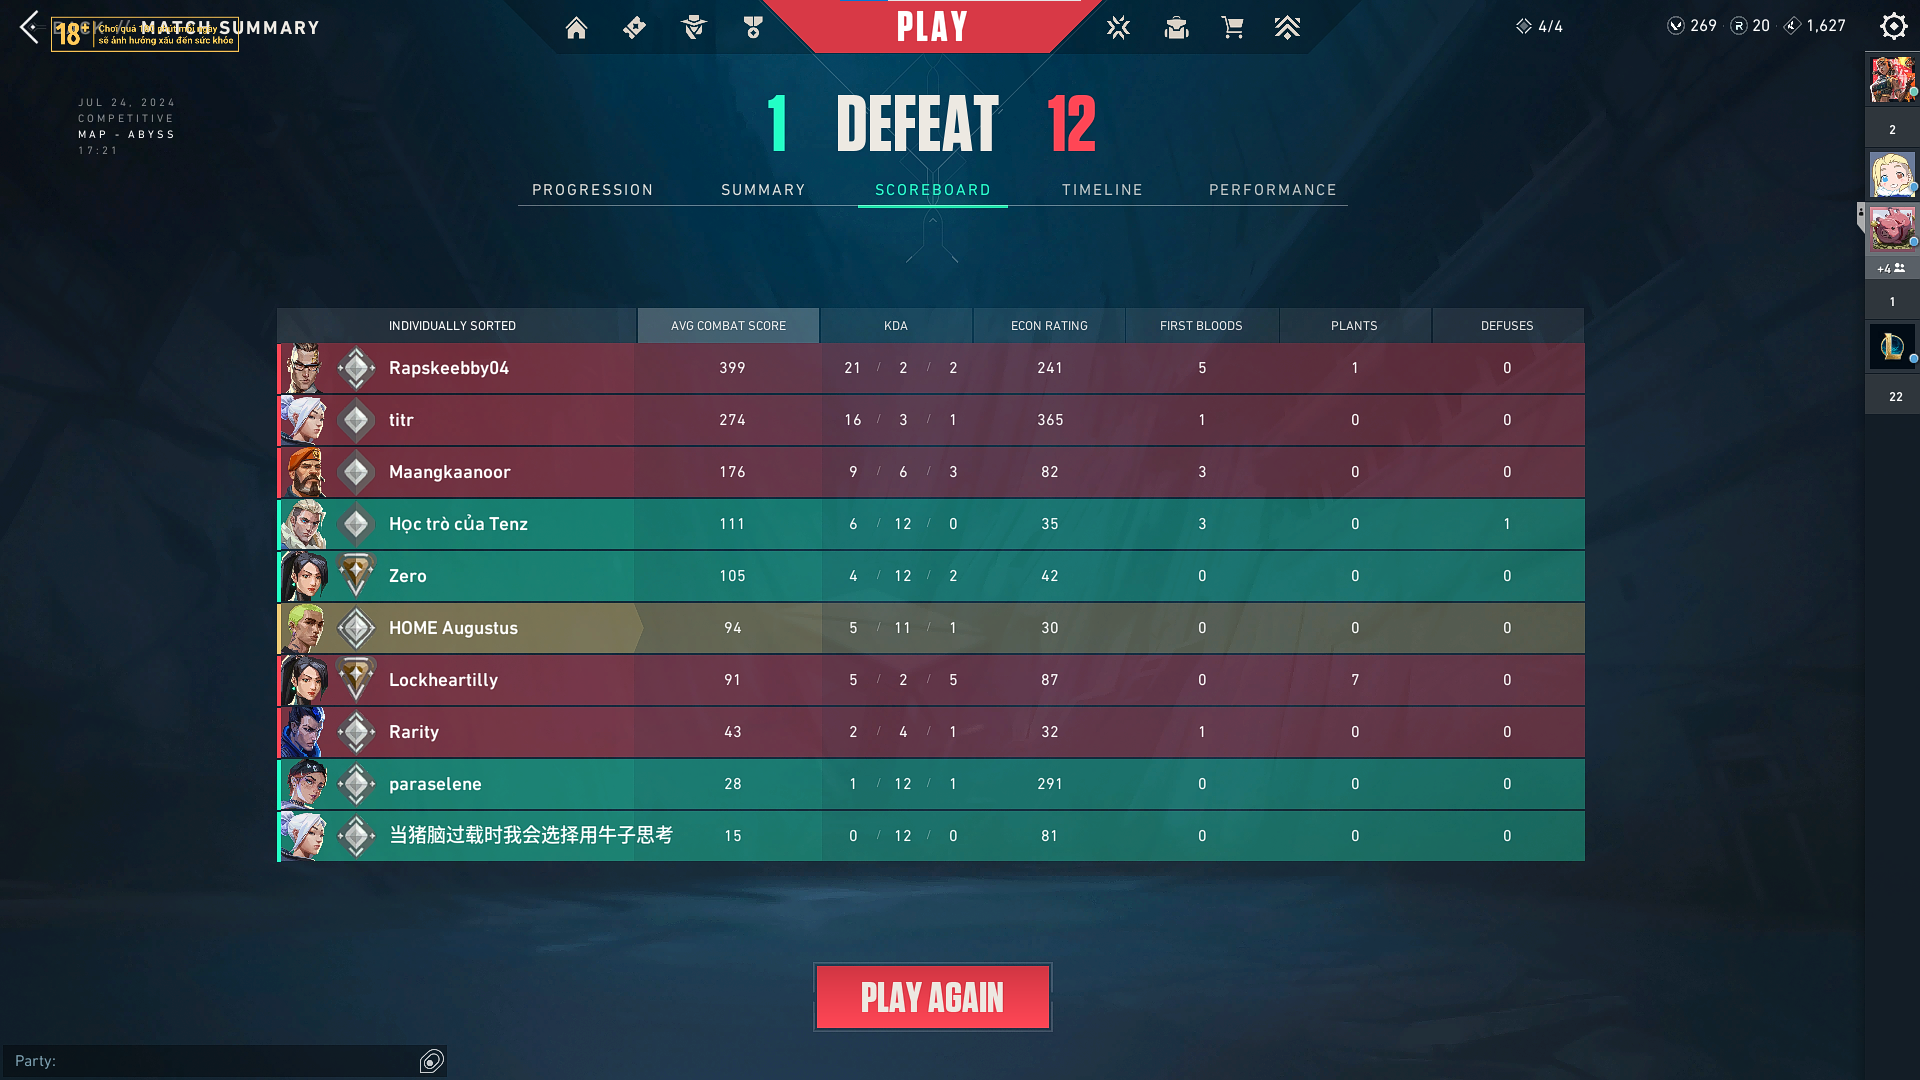 MATCH SUMMARY
18+
Chơi quá 180 phút một ngày
sẽ ảnh hưởng xấu đến sức khỏe
PLAY
4/4
269
20
1,627
JUL 24, 2024
COMPETITIVE
MAP - ABYSS
17:21
1 DEFEAT 12
PROGRESSION SUMMARY SCOREBOARD TIMELINE PERFORMANCE
INDIVIDUALLY SORTED AVG COMBAT SCORE KDA ECON RATING FIRST BLOODS PLANTS DEFUSES
Rapskeebby04 399 21 / 2 / 2 241 5 1 0
titr 274 16 / 3 / 1 365 1 0 0
Maangkaanoor 176 9 / 6 / 3 82 3 0 0
Học trò của Tenz 111 6 / 12 / 0 35 3 0 1
Zero 105 4 / 12 / 2 42 0 0 0
HOME Augustus 94 5 / 11 / 1 30 0 0 0
Lockheartilly 91 5 / 2 / 5 87 0 7 0
Rarity 43 2 / 4 / 1 32 1 0 0
paraselene 28 1 / 12 / 1 291 0 0 0
当猪脑过载时我会选择用牛子思考 15 0 / 12 / 0 81 0 0 0
2
+4
1
22
PLAY AGAIN
Party: